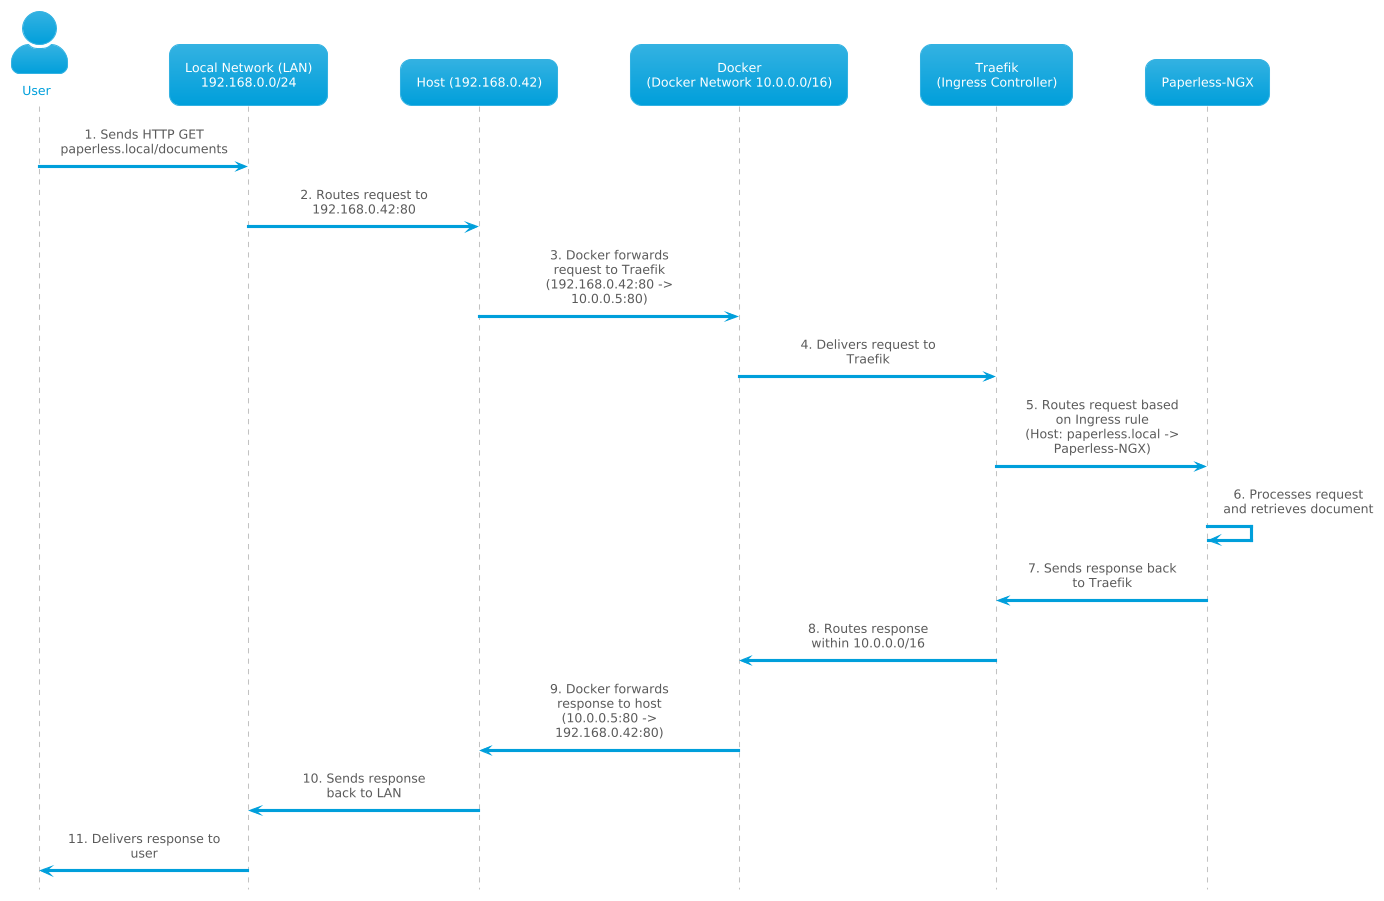 User
Local Network (LAN)
192.168.0.0/24
Host (192.168.0.42)
Docker
(Docker Network 10.0.0.0/16)
Traefik
(Ingress Controller)
Paperless-NGX
1. Sends HTTP GET
paperless.local/documents
2. Routes request to
192.168.0.42:80
3. Docker forwards
request to Traefik
(192.168.0.42:80 ->
10.0.0.5:80)
4. Delivers request to
Traefik
5. Routes request based
on Ingress rule
(Host: paperless.local ->
Paperless-NGX)
6. Processes request
and retrieves document
7. Sends response back
to Traefik
8. Routes response
within 10.0.0.0/16
9. Docker forwards
response to host
(10.0.0.5:80 ->
192.168.0.42:80)
10. Sends response
back to LAN
11. Delivers response to
user